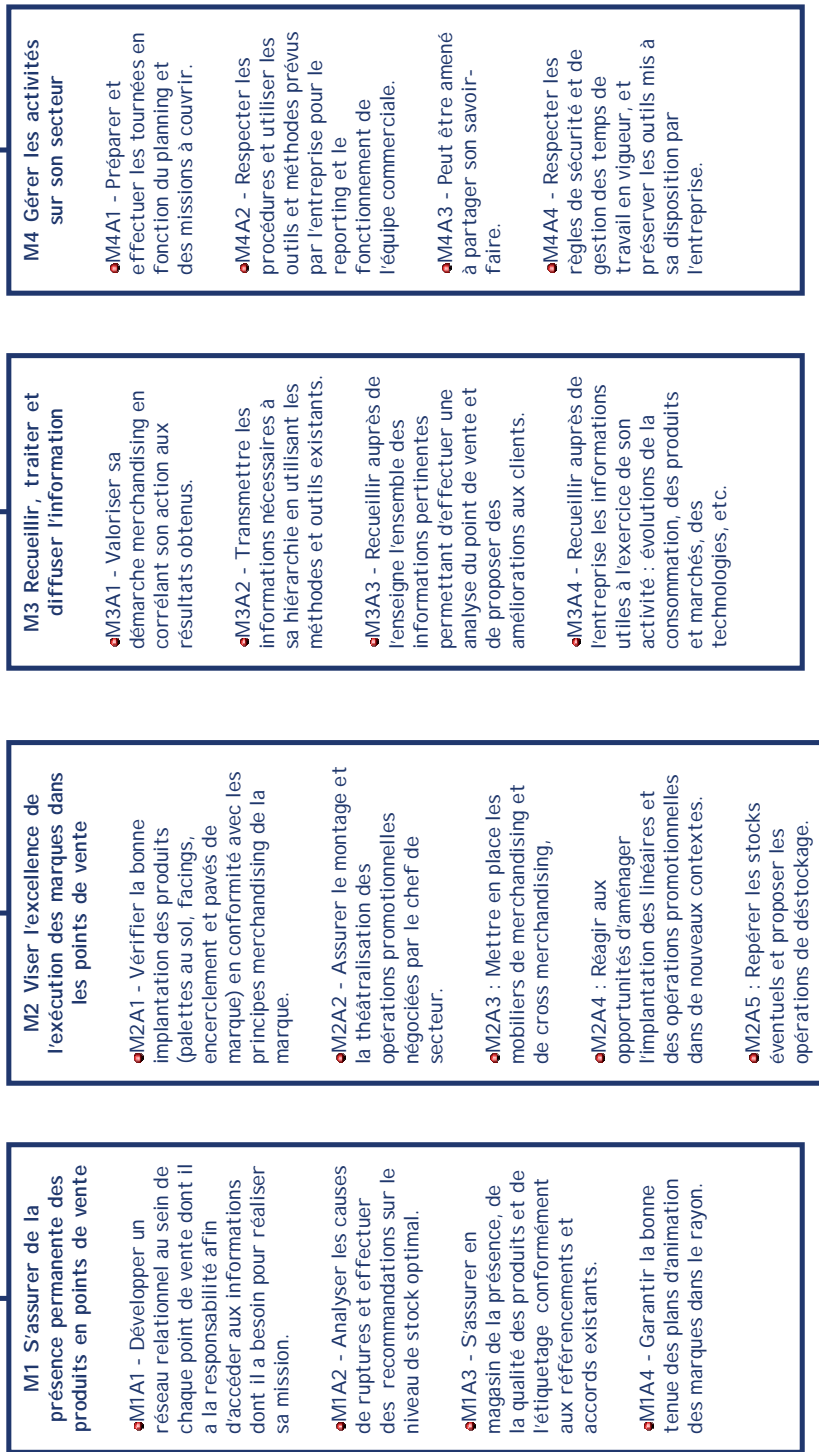 M1 S'assurer de la
présence permanente des
produits en points de vente
M1A1 - Développer un
réseau relationnel au sein de
chaque point de vente dont il
a la responsabilité afin
d'accéder aux informations
dont il a besoin pour réaliser
sa mission.
M1A2 - Analyser les causes
de ruptures et effectuer
des recommandations sur le
niveau de stock optimal.
M1A3 - S'assurer en
magasin de la présence, de
la qualité des produits et de
l'étiquetage conformément
aux référencements et
accords existants.
M1A4 - Garantir la bonne
tenue des plans d'animation
des marques dans le rayon.
M2 Viser l'excellence de
l'exécution des marques dans
les points de vente
M2A1 - Vérifier la bonne
implantation des produits
(palettes au sol, facings,
encerclement et pavés de
marque) en conformité avec les
principes merchandising de la
marque.
M2A2 - Assurer le montage et
la théâtralisation des
opérations promotionnelles
négociées par le chef de
secteur.
M2A3 : Mettre en place les
mobiliers de merchandising et
de cross merchandising,
M2A4 : Réagir aux
opportunités d'aménager
l'implantation des linéaires et
des opérations promotionnelles
dans de nouveaux contextes.
M2A5 : Repérer les stocks
éventuels et proposer les
opérations de déstockage.
M3 Recueillir, traiter et
diffuser l'information
M3A1 - Valoriser sa
démarche merchandising en
corrélant son action aux
résultats obtenus.
M3A2 - Transmettre les
informations nécessaires à
sa hiérarchie en utilisant les
méthodes et outils existants.
M3A3 - Recueillir auprès de
l'enseigne l'ensemble des
informations pertinentes
permettant d'effectuer une
analyse du point de vente et
de proposer des
améliorations aux clients.
M3A4 - Recueillir auprès de
l'entreprise les informations
utiles à l'exercice de son
activité : évolutions de la
consommation, des produits
et marchés, des
technologies, etc.
M4 Gérer les activités
sur son secteur
M4A1 - Préparer et
effectuer les tournées en
fonction du planning et
des missions à couvrir.
M4A2 - Respecter les
procédures et utiliser les
outils et méthodes prévus
par l'entreprise pour le
reporting et le
fonctionnement de
l'équipe commerciale.
M4A3 - Peut être amené
à partager son savoir-
faire.
M4A4 - Respecter les
règles de sécurité et de
gestion des temps de
travail en vigueur, et
préserver les outils mis à
sa disposition par
l'entreprise.